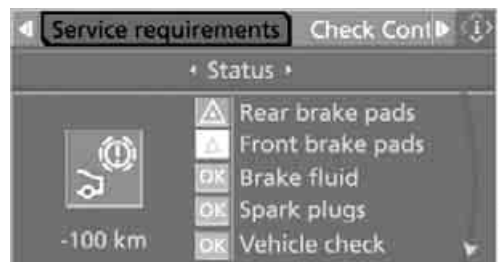 Service requirements Check Cont
Status
Rear brake pads
Front brake pads
OK Brake fluid
OK Spark plugs
-100 km OK Vehicle check